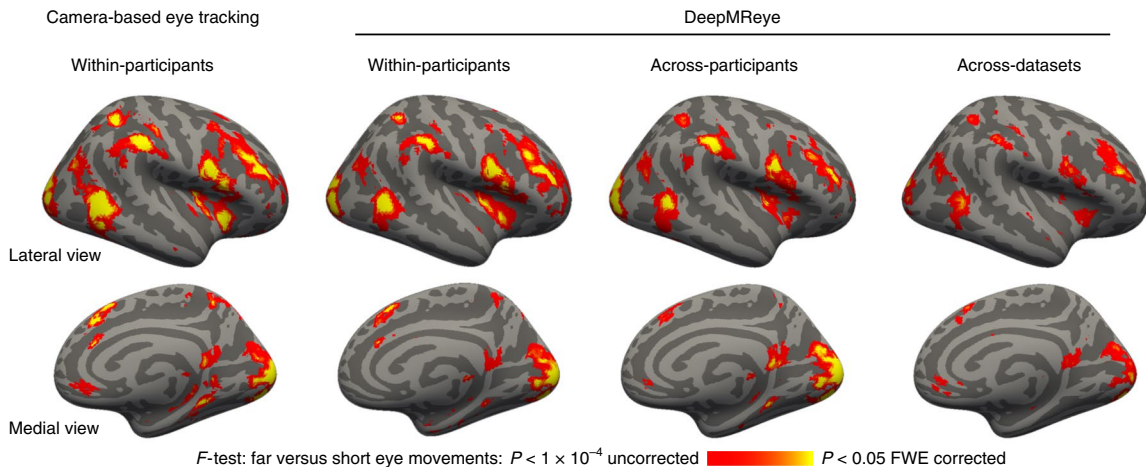 Camera-based eye tracking
DeepMReye
Within-participants
Within-participants
Across-participants
Across-datasets
Lateral view
Medial view
F-test: far versus short eye movements: P < 1 × 10⁻⁴ uncorrected P < 0.05 FWE corrected